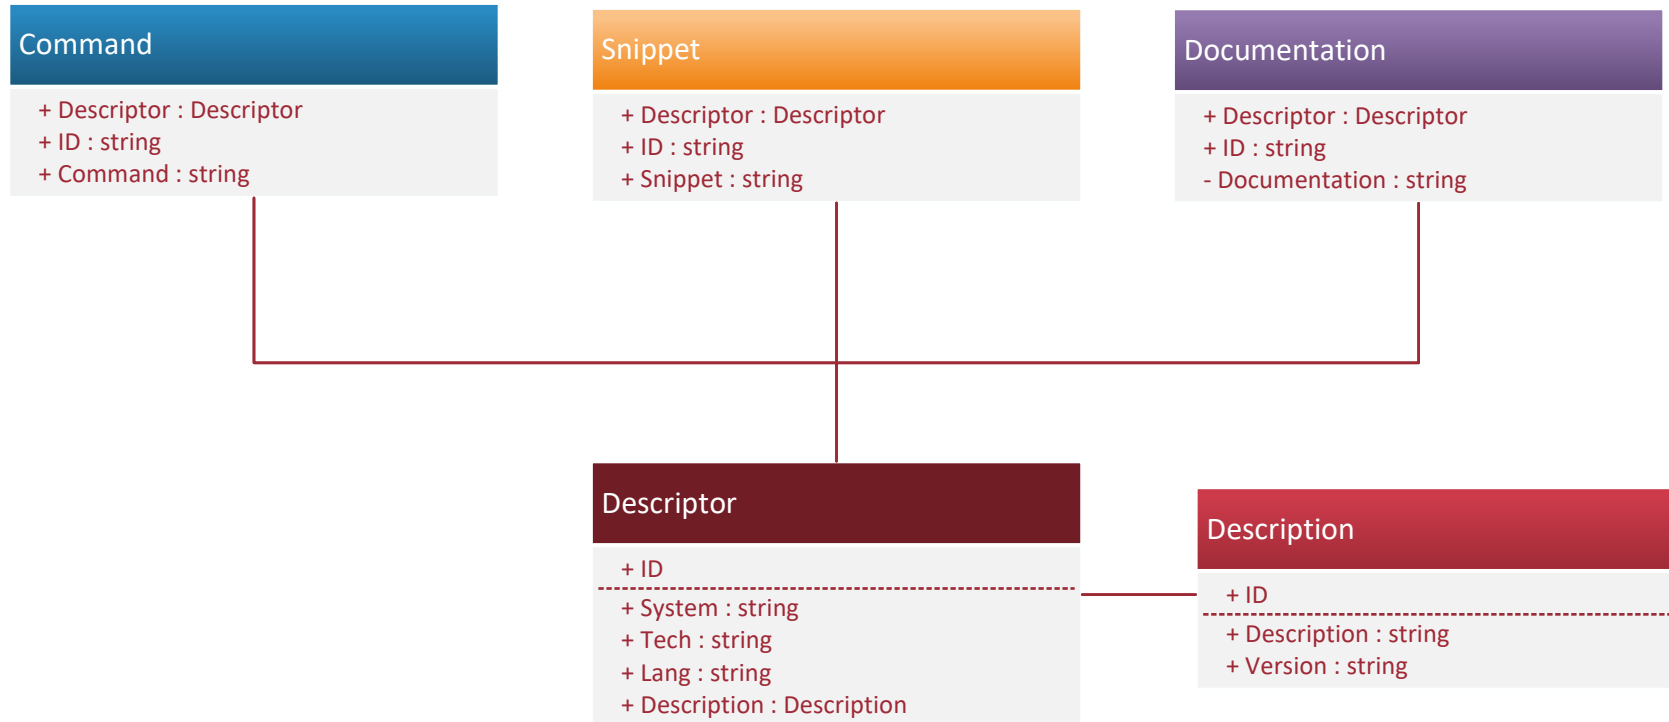 Command
+ Descriptor : Descriptor
+ ID : string
+ Command : string
Snippet
+ Descriptor : Descriptor
+ ID : string
+ Snippet : string
Documentation
+ Descriptor : Descriptor
+ ID : string
- Documentation : string
Descriptor
+ ID
+ System : string
+ Tech : string
+ Lang : string
+ Description : Description
Description
+ ID
+ Description : string
+ Version : string